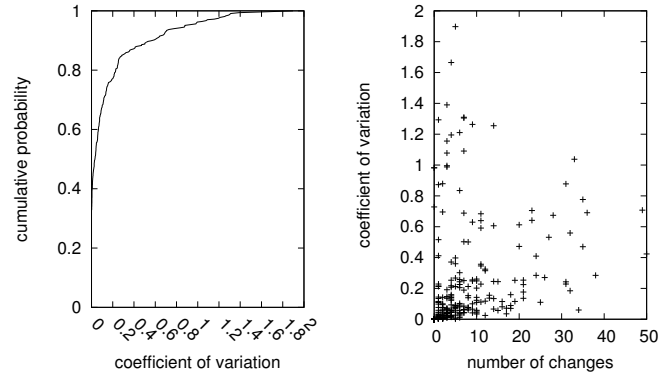 1
0.8
0.6
0.4
0.2
0
cumulative probability
0 0.2 0.4 0.6 0.8 1 1.2 1.4 1.6 1.8 2
coefficient of variation
2
1.8
1.6
1.4
1.2
1
0.8
0.6
0.4
0.2
0
coefficient of variation
0 10 20 30 40 50
number of changes